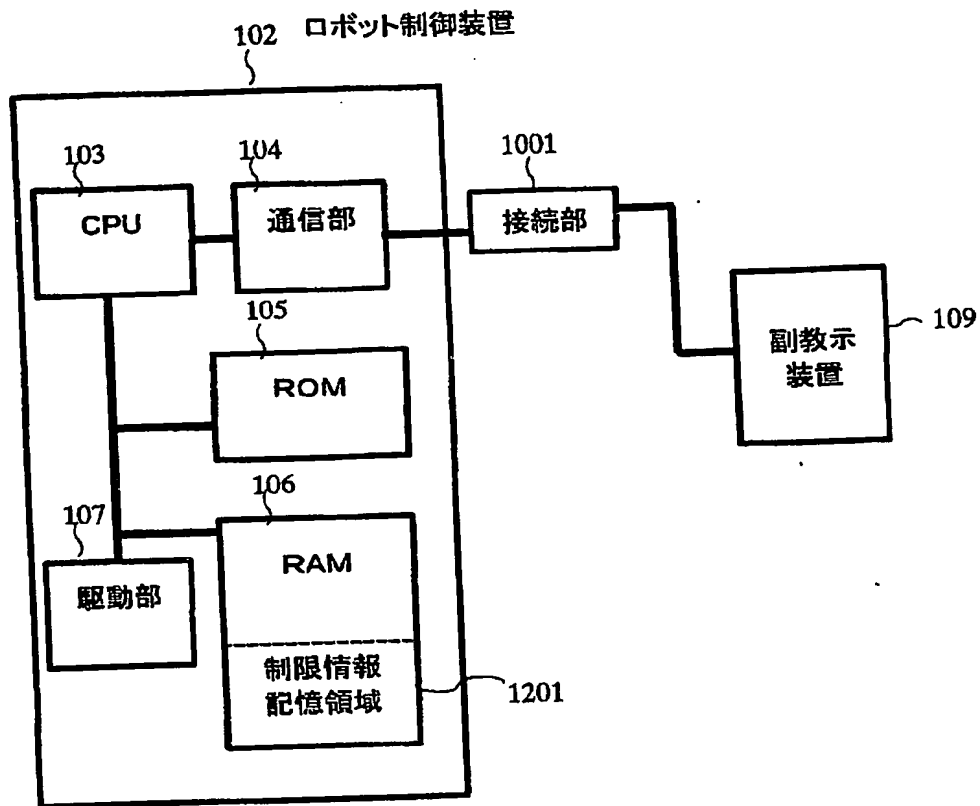 102
ロボット制御装置
103
CPU
104
通信部
1001
接続部
105
ROM
109
副教示
装置
106
RAM
107
駆動部
制限情報
記憶領域
1201